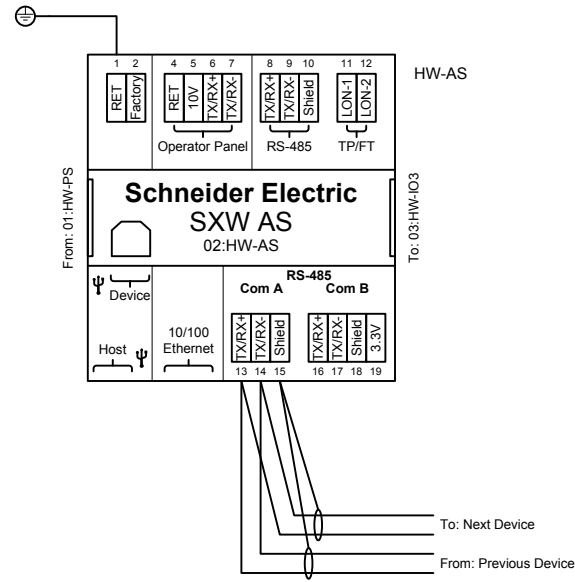 HW-AS
1 2 4 5 6 7 8 9 10 11 12
RET
Factory
RET
10V
TX/RX+
TX/RX-
TX/RX+
TX/RX-
Shield
LON-1
LON-2
Operator Panel RS-485 TP/FT
From: 01:HW-PS
Schneider Electric
SXW AS
02:HW-AS
To: 03:HW-IO3
Device
Host
10/100
Ethernet
RS-485
Com A Com B
TX/RX+
TX/RX-
Shield
TX/RX+
TX/RX-
Shield
3.3V
13 14 15 16 17 18 19
To: Next Device
From: Previous Device